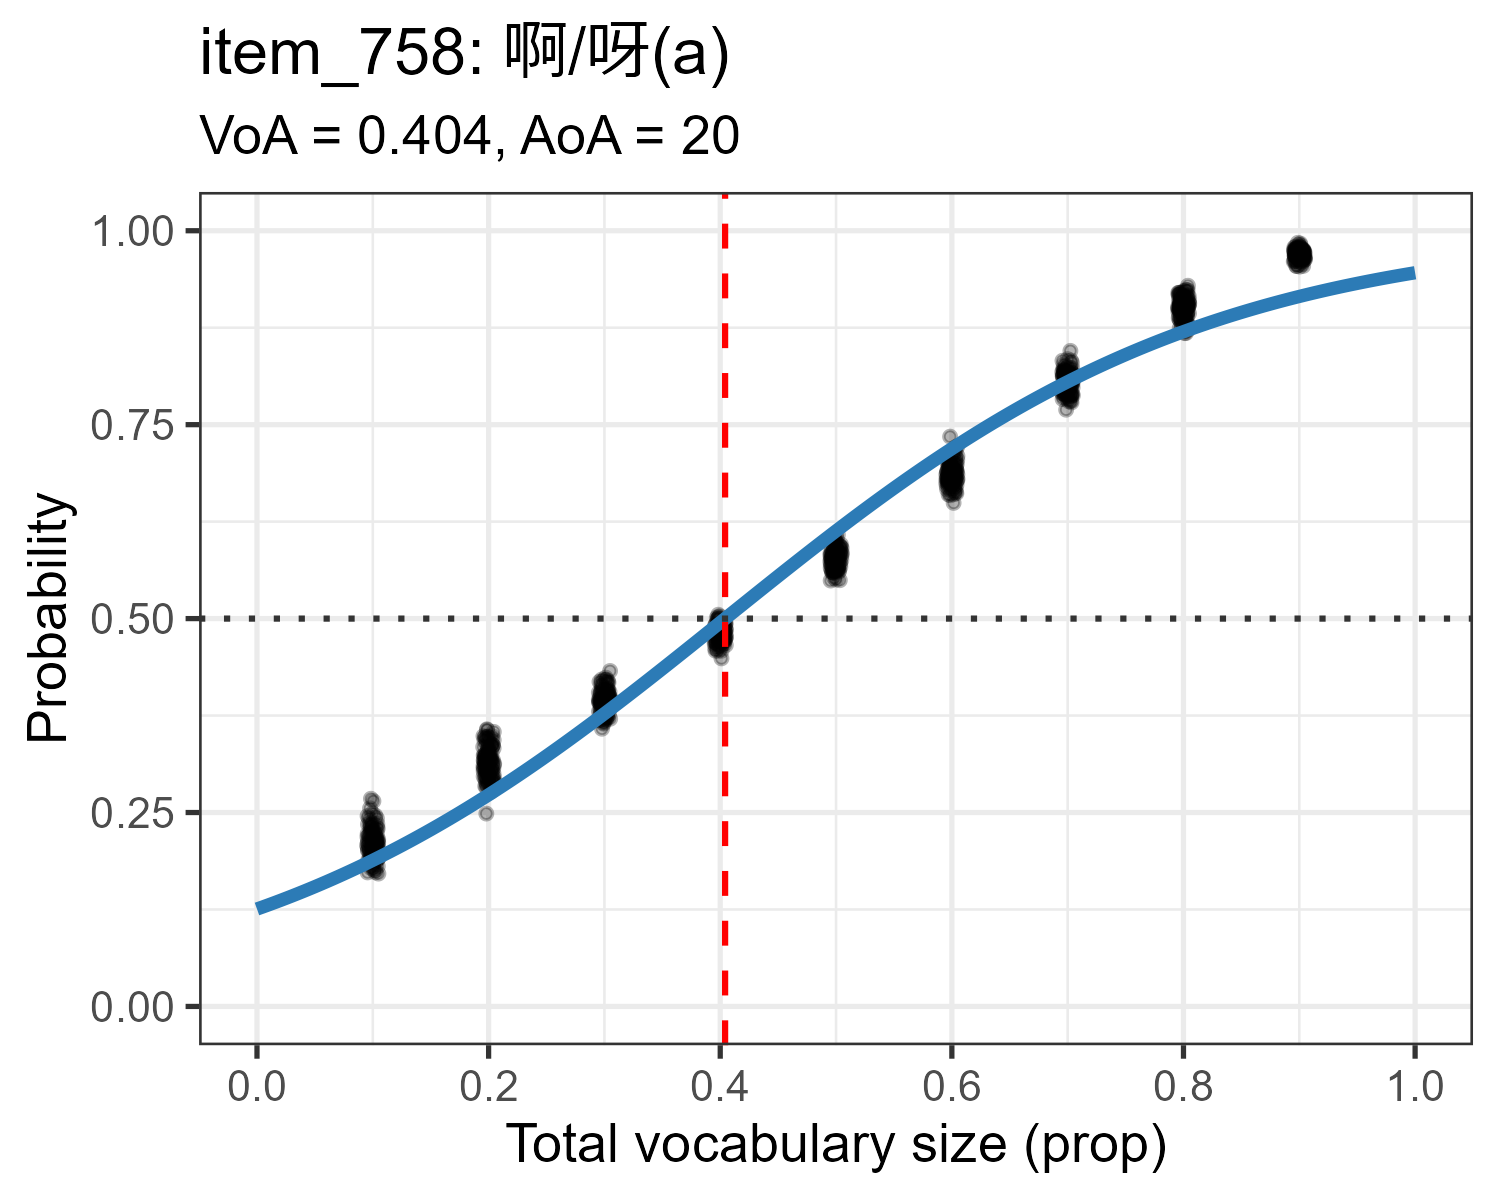 item_758: 啊/呀(a)
VoA = 0.404, AoA = 20
Probability
1.00
0.75
0.50
0.25
0.00
0.0 0.2 0.4 0.6 0.8 1.0
Total vocabulary size (prop)